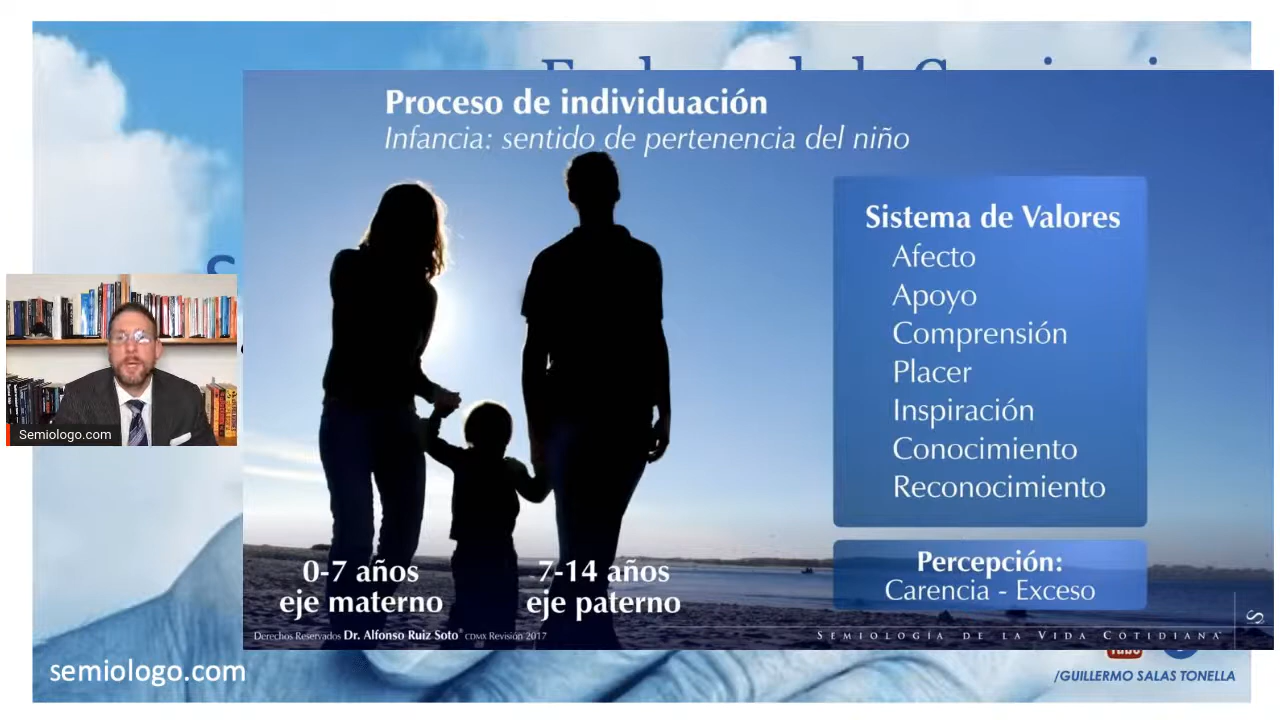 Proceso de individuación
Infancia: sentido de pertenencia del niño
Sistema de Valores
Afecto
Apoyo
Comprensión
Placer
Inspiración
Conocimiento
Reconocimiento
Percepción:
Carencia - Exceso
0-7 años
eje materno
7-14 años
eje paterno
Derechos Reservados Dr. Alfonso Ruiz Soto® CDMX Revisión 2017
SEMIOLOGÍA DE LA VIDA COTIDIANA
Semiologo.com
semiologo.com
/GUILLERMO SALAS TONELLA